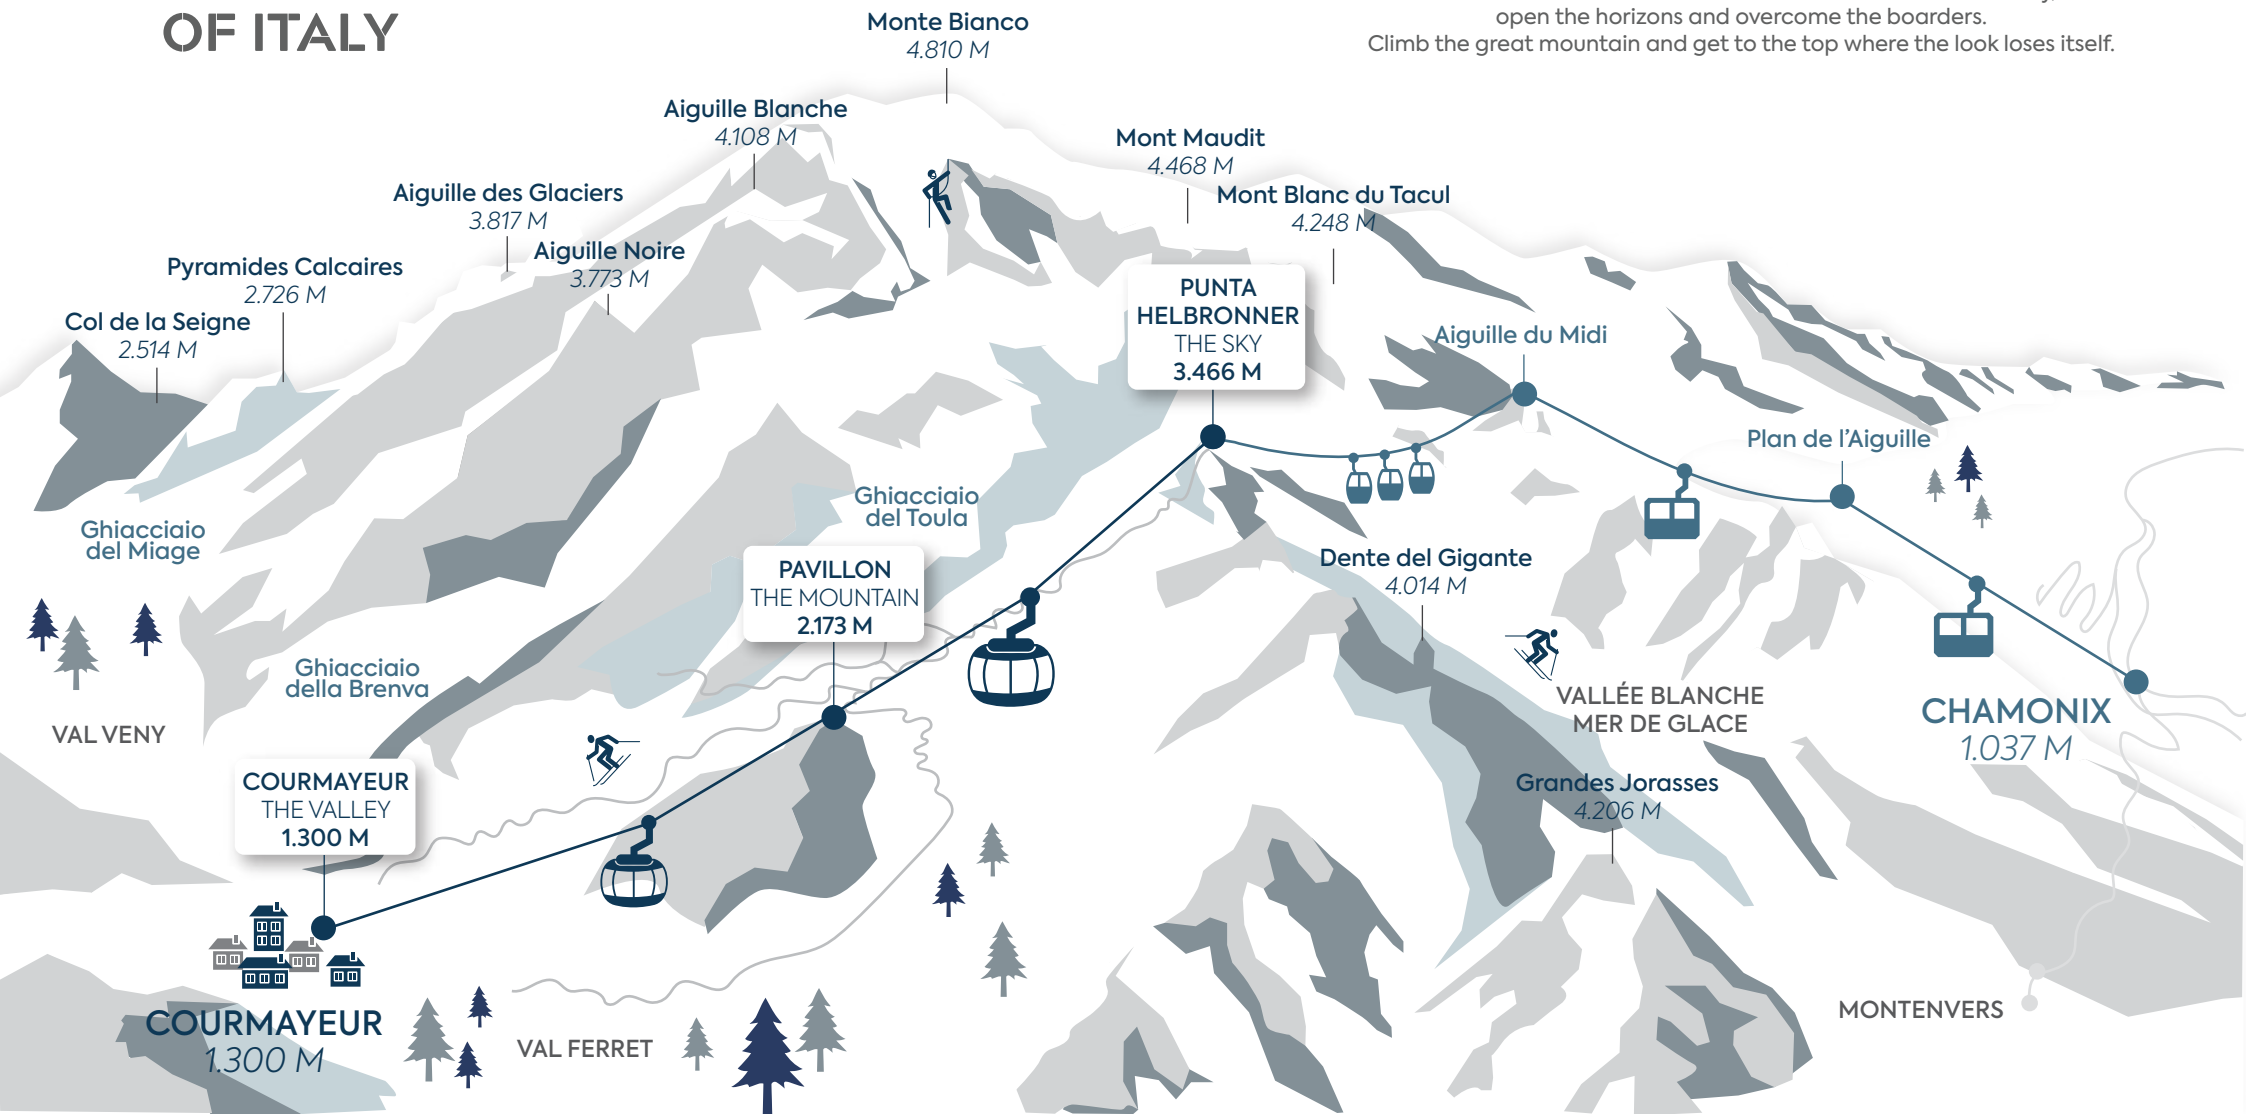 OF ITALY
open the horizons and overcome the boarders.
Climb the great mountain and get to the top where the look loses itself.
Monte Bianco
4.810 M
Aiguille Blanche
4.108 M
Mont Maudit
4.468 M
Aiguille des Glaciers
3.817 M
Mont Blanc du Tacul
4.248 M
Aiguille Noire
3.773 M
Pyramides Calcaires
2.726 M
Col de la Seigne
2.514 M
PUNTA
HELBRONNER
THE SKY
3.466 M
Aiguille du Midi
Plan de l'Aiguille
Ghiacciaio
del Miage
Ghiacciaio
del Toula
PAVILLON
THE MOUNTAIN
2.173 M
Dente del Gigante
4.014 M
Ghiacciaio
della Brenva
VAL VENY
VALLÉE BLANCHE
MER DE GLACE
CHAMONIX
1.037 M
COURMAYEUR
THE VALLEY
1.300 M
Grandes Jorasses
4.206 M
COURMAYEUR
1.300 M
VAL FERRET
MONTENVERS